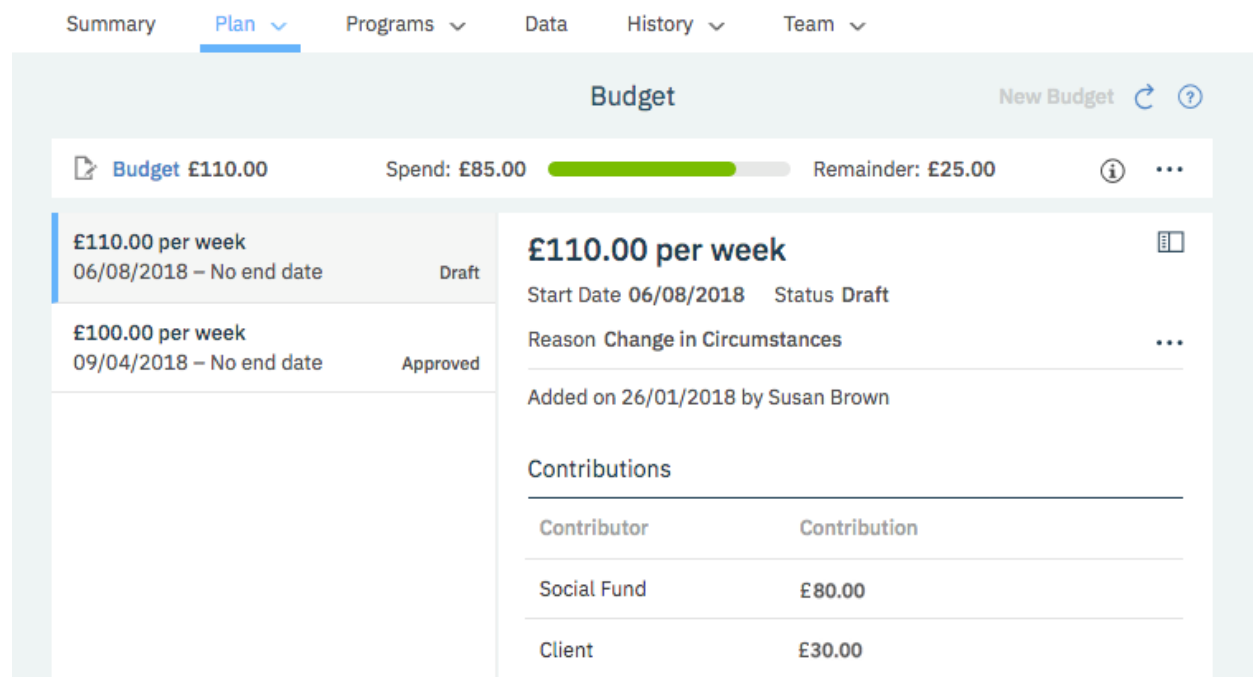 Summary Plan Programs Data History Team
Budget New Budget
Budget £110.00 Spend: £85.00 Remainder: £25.00
£110.00 per week
06/08/2018 – No end date Draft
£100.00 per week
09/04/2018 – No end date Approved
£110.00 per week
Start Date 06/08/2018 Status Draft
Reason Change in Circumstances
Added on 26/01/2018 by Susan Brown
Contributions
Contributor Contribution
Social Fund £80.00
Client £30.00